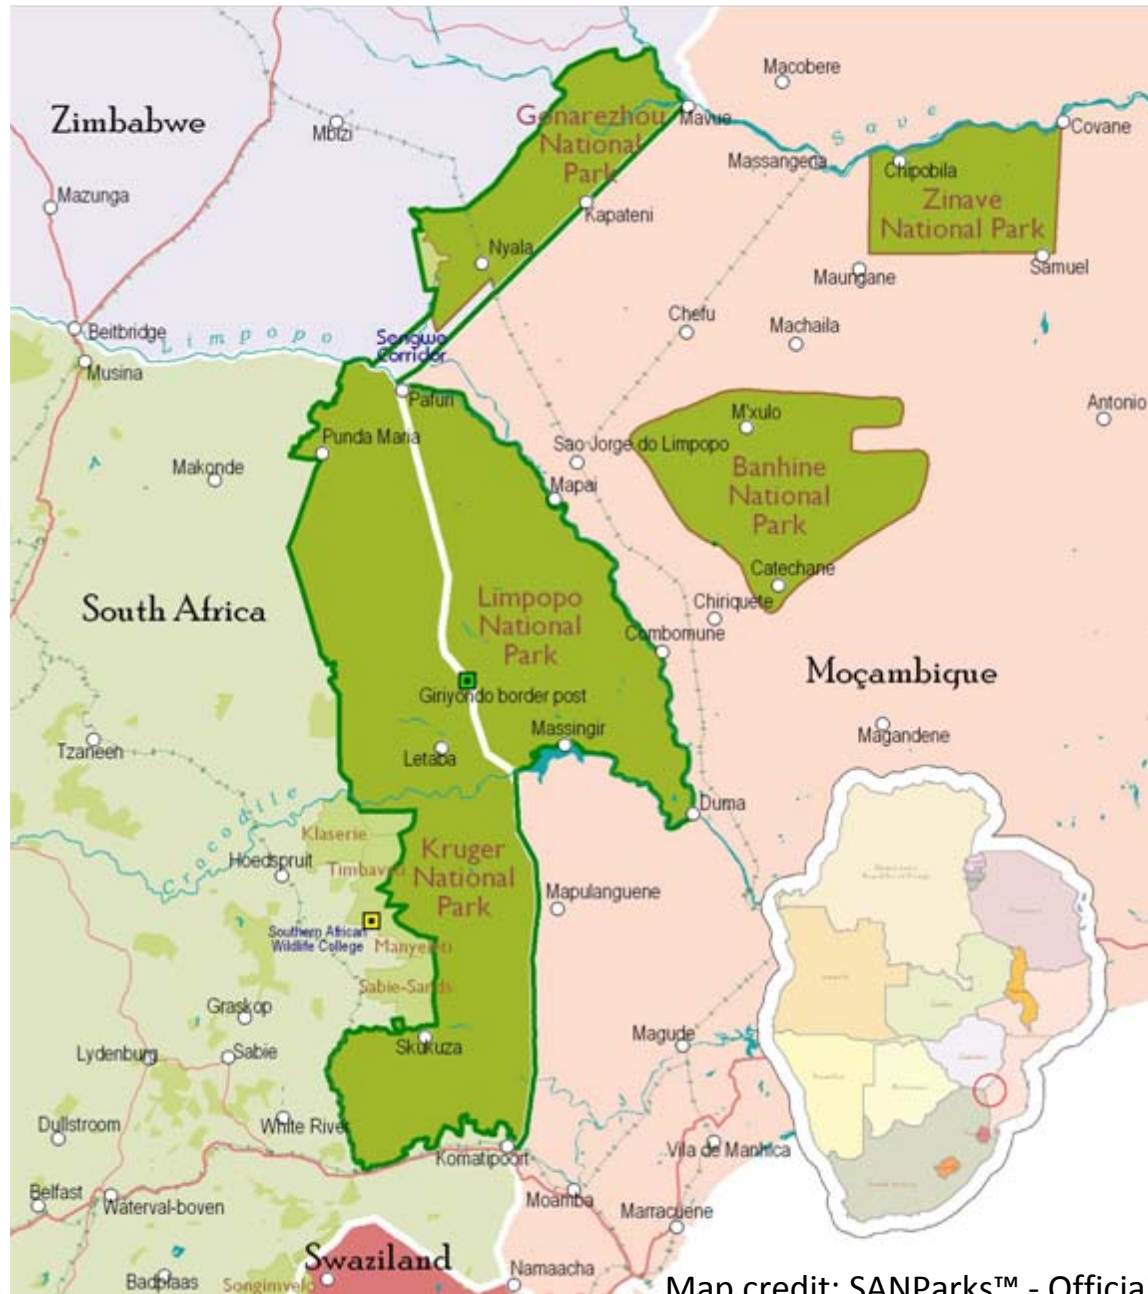 Zimbabwe
Mbizi
Mazunga
Gonarezhou
National
Park
Mavue
Macobere
Save
Covane
Massangena
Chipobila
Zinave
National Park
Kapateni
Nyala
Maungane
Samuel
Chefu
Machaila
Beitbridge
Limpopo
Sengwe
Corridor
Musina
Pafuri
M'xulo
Antonio
Punda Maria
Sao Jorge do Limpopo
Makonde
Mapai
Banhine
National
Park
Catechane
Chiriquete
South Africa
Limpopo
National
Park
Combomune
Moçambique
Giriyondo border post
Magandene
Massingir
Tzaneen
Letaba
Duma
Crocodile
Klaserie
Hoedspruit
Timbavati
Kruger
National
Park
Mapulanguene
Southern African
Wildlife College
Manyeleti
Sabie-Sands
Graskop
Skukuza
Magude
Lydenburg
Sabie
Dullstroom
White River
Komatipoort
Vila de Manhica
Belfast
Waterval-boven
Moamba
Marracuene
Swaziland
Badplaas
Songimvelo
Namaacha
Map credit: SANParks™ - Officia